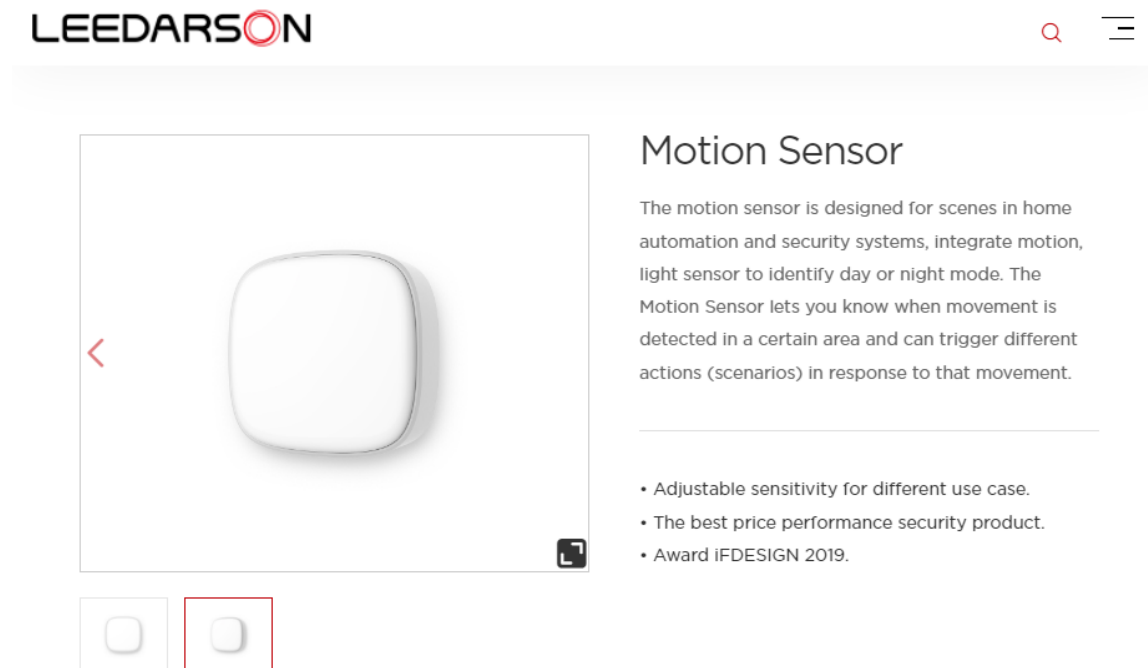 LEEDARSON
Motion Sensor
The motion sensor is designed for scenes in home
automation and security systems, integrate motion,
light sensor to identify day or night mode. The
Motion Sensor lets you know when movement is
detected in a certain area and can trigger different
actions (scenarios) in response to that movement.
• Adjustable sensitivity for different use case.
• The best price performance security product.
• Award iFDESIGN 2019.